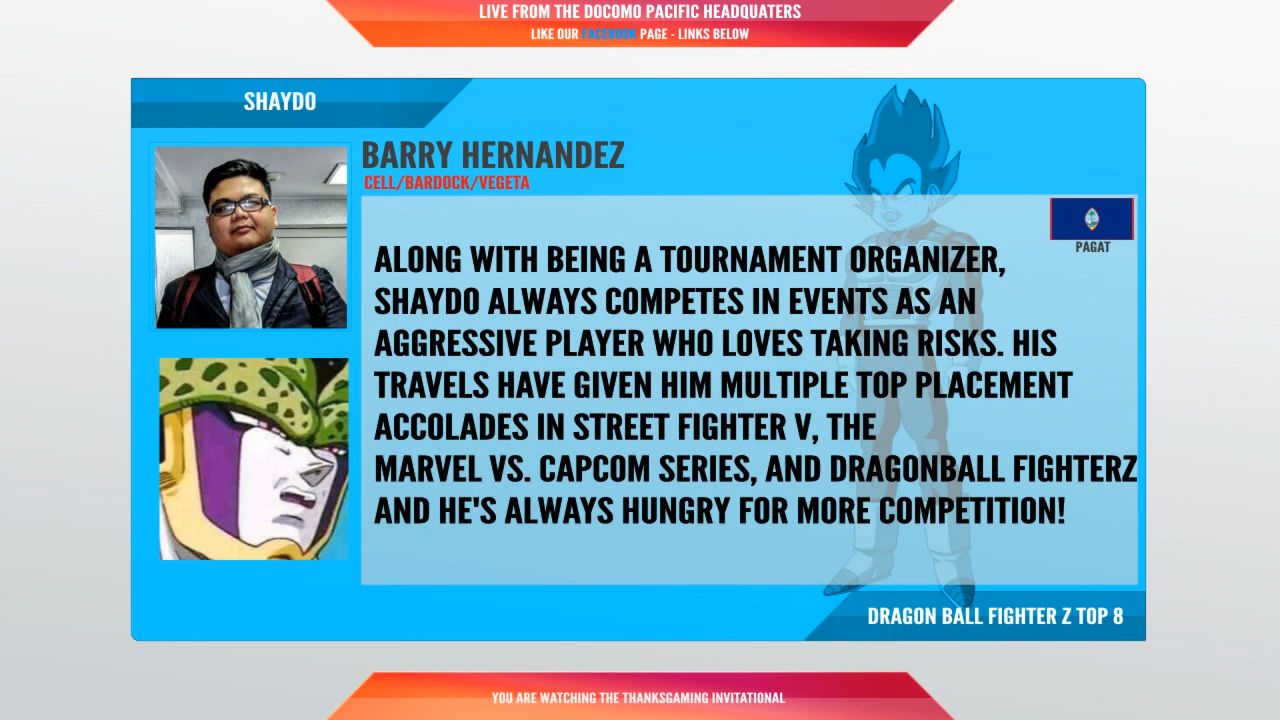 LIVE FROM THE DOCOMO PACIFIC HEADQUATERS
LIKE OUR FACEBOOK PAGE - LINKS BELOW
SHAYDO
BARRY HERNANDEZ
CELL/BARDOCK/VEGETA
PAGAT
ALONG WITH BEING A TOURNAMENT ORGANIZER,
SHAYDO ALWAYS COMPETES IN EVENTS AS AN
AGGRESSIVE PLAYER WHO LOVES TAKING RISKS. HIS
TRAVELS HAVE GIVEN HIM MULTIPLE TOP PLACEMENT
ACCOLADES IN STREET FIGHTER V, THE
MARVEL VS. CAPCOM SERIES, AND DRAGONBALL FIGHTERZ
AND HE'S ALWAYS HUNGRY FOR MORE COMPETITION!
DRAGON BALL FIGHTER Z TOP 8
YOU ARE WATCHING THE THANKSGAMING INVITATIONAL